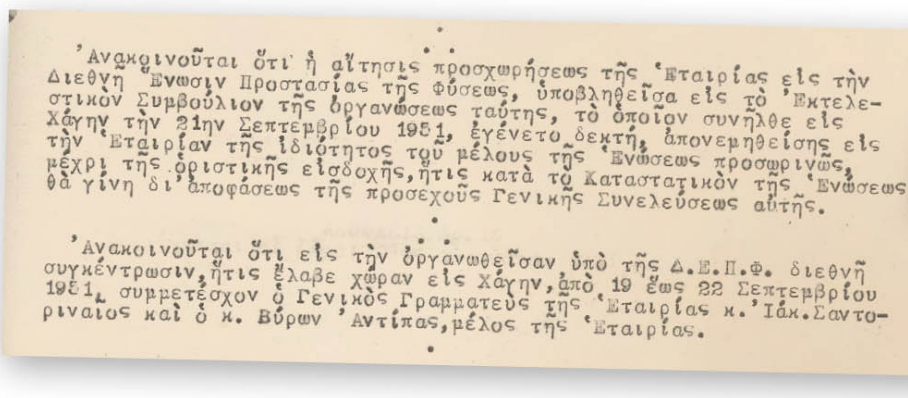 Ἀνακοινοῦται ὅτι ἡ αἴτησις προσχωρήσεως τῆς Ἑταιρίας εἰς τὴν
Διεθνῆ Ἕνωσιν Προστασίας τῆς Φύσεως, ὑποβληθεῖσα εἰς τὸ Ἐκτελε-
στικὸν Συμβούλιον τῆς ὀργανώσεως ταύτης, τὸ ὁποῖον συνῆλθε εἰς
Χάγην τὴν 21ην Σεπτεμβρίου 1951, ἐγένετο δεκτή, ἀπονεμηθείσης εἰς
τὴν Ἑταιρίαν τῆς ἰδιότητος τοῦ μέλους τῆς Ἑνώσεως προσωρινῶς,
μέχρι τῆς ὁριστικῆς εἰσδοχῆς, ἥτις κατὰ τὸ Καταστατικὸν τῆς Ἑνώσεως
θὰ γίνῃ δι' ἀποφάσεως τῆς προσεχοῦς Γενικῆς Συνελεύσεως αὐτῆς.
Ἀνακοινοῦται ὅτι εἰς τὴν ὀργανωθεῖσαν ὑπὸ τῆς Δ.Ε.Π.Φ. διεθνῆ
συγκέντρωσιν, ἥτις ἔλαβε χώραν εἰς Χάγην, ἀπὸ 19 ἕως 22 Σεπτεμβρίου
1951, συμμετέσχον ὁ Γενικὸς Γραμματεὺς τῆς Ἑταιρίας κ. Ἰάκ. Σαντο-
ριναιος καὶ ὁ κ. Βύρων Ἀντίπας, μέλος τῆς Ἑταιρίας.